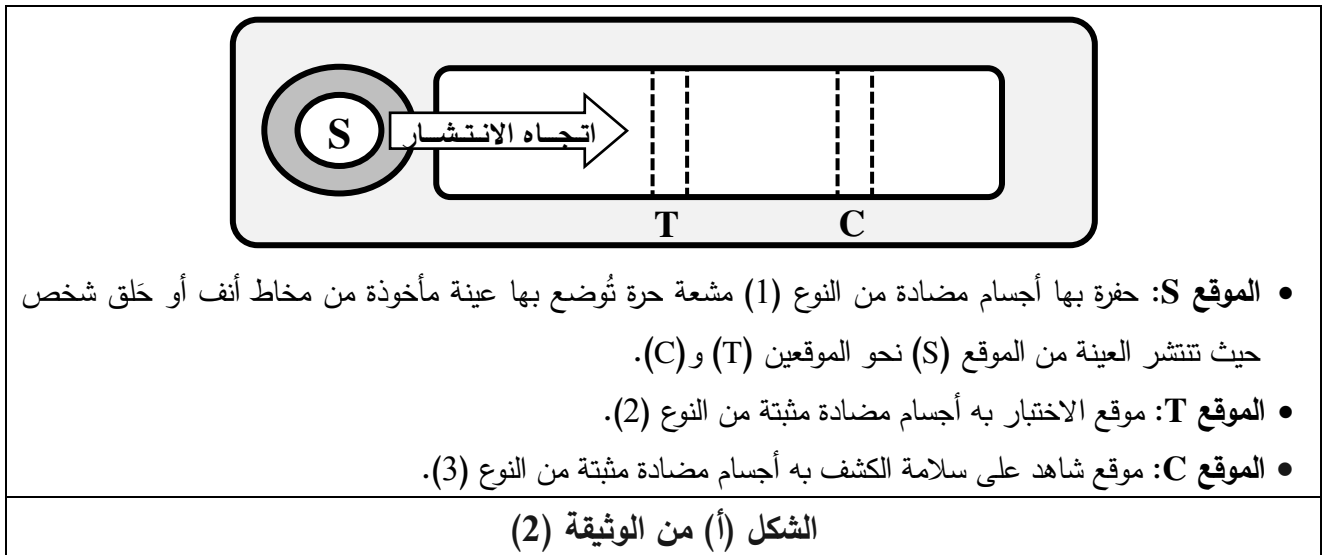 S
اتجاه الانتشار
T C
• الموقع S: حفرة بها أجسام مضادة من النوع (1) مشعة حرة تُوضع بها عينة مأخوذة من مخاط أنف أو حَلق شخص
حيث تنتشر العينة من الموقع (S) نحو الموقعين (T) و(C).
• الموقع T: موقع الاختبار به أجسام مضادة مثبتة من النوع (2).
• الموقع C: موقع شاهد على سلامة الكشف به أجسام مضادة مثبتة من النوع (3).
الشكل (أ) من الوثيقة (2)